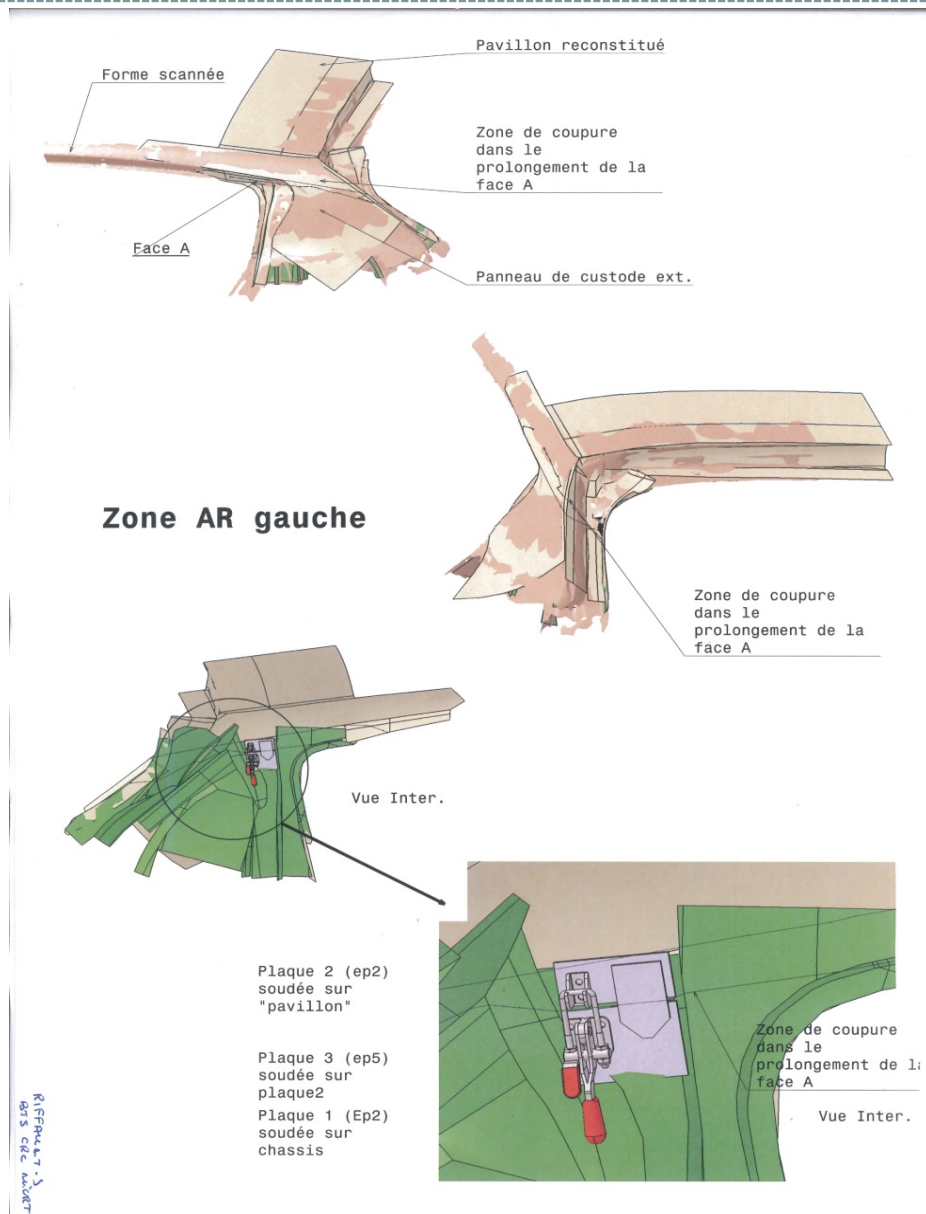 Pavillon reconstitué
Forme scannée
Zone de coupure
dans le
prolongement de la
face A
Face A
Panneau de custode ext.
Zone AR gauche
Zone de coupure
dans le
prolongement de la
face A
Vue Inter.
Plaque 2 (ep2)
soudée sur
"pavillon"
Plaque 3 (ep5)
soudée sur
plaque2
Plaque 1 (Ep2)
soudée sur
chassis
Zone de coupure
dans le
prolongement de
face A
Vue Inter.
BTS CRC